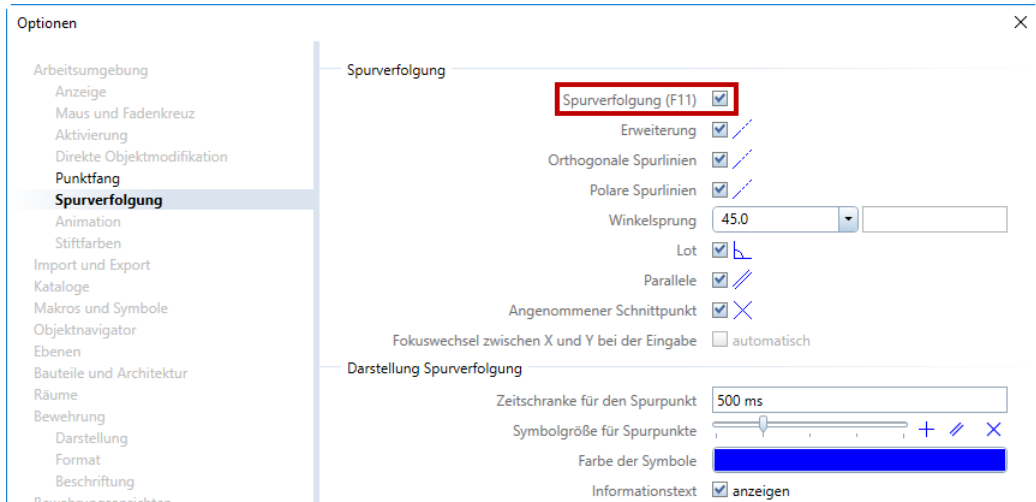 Optionen
Arbeitsumgebung
Anzeige
Maus und Fadenkreuz
Aktivierung
Direkte Objektmodifikation
Punktfang
Spurverfolgung
Animation
Stiftfarben
Import und Export
Kataloge
Makros und Symbole
Objektnavigator
Ebenen
Bauteile und Architektur
Räume
Bewehrung
Darstellung
Format
Beschriftung
Spurverfolgung
Spurverfolgung (F11)
Erweiterung
Orthogonale Spurlinien
Polare Spurlinien
Winkelsprung 45.0
Lot
Parallele
Angenommener Schnittpunkt
Fokuswechsel zwischen X und Y bei der Eingabe automatisch
Darstellung Spurverfolgung
Zeitschranke für den Spurpunkt 500 ms
Symbolgröße für Spurpunkte
Farbe der Symbole
Informationstext anzeigen